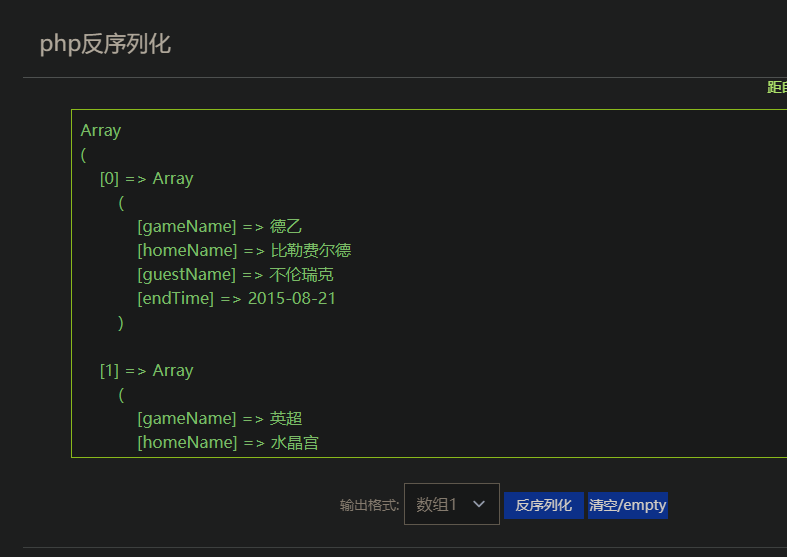 php反序列化
Array
(
[0] => Array
(
[gameName] => 德乙
[homeName] => 比勒费尔德
[guestName] => 不伦瑞克
[endTime] => 2015-08-21
)
[1] => Array
(
[gameName] => 英超
[homeName] => 水晶宫
输出格式: 数组1 反序列化 清空/empty